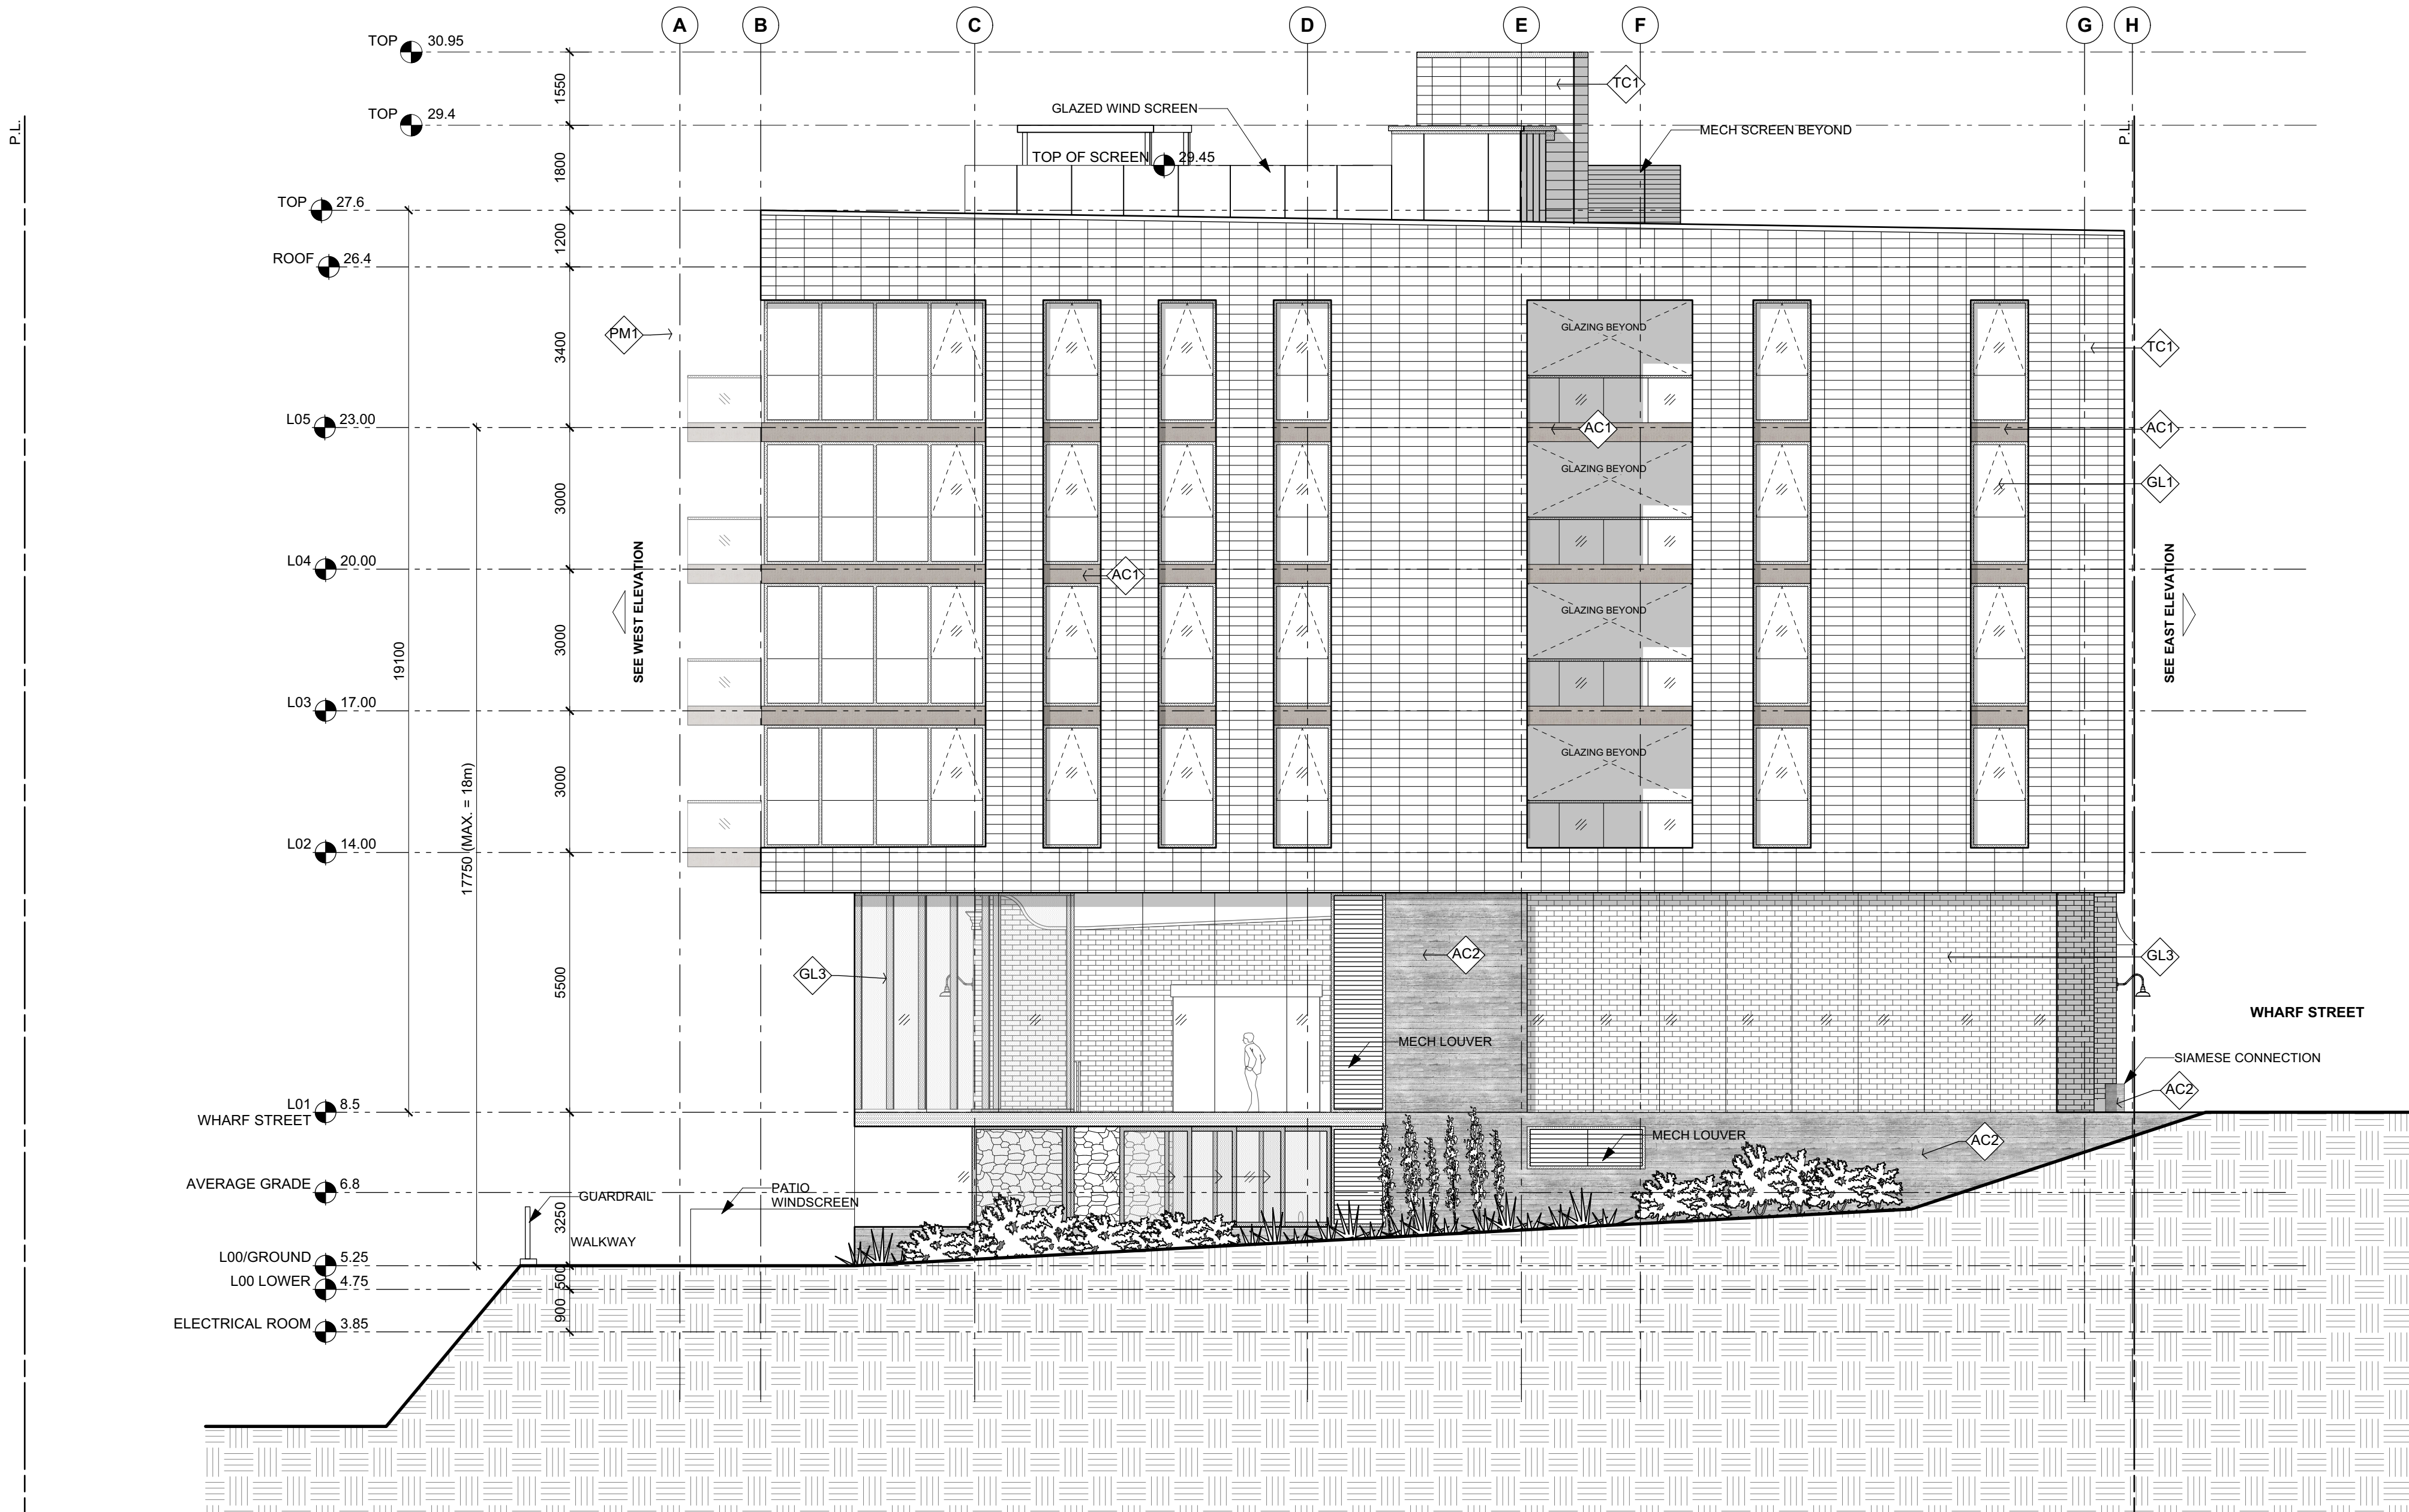 A
B
C
D
E
F
G
H
TOP 30.95
1550
TC1
GLAZED WIND SCREEN
P.L.
TOP 29.4
P.L.
MECH SCREEN BEYOND
TOP OF SCREEN 29.45
1800
TOP 27.6
1200
ROOF 26.4
PM1
GLAZING BEYOND
3400
TC1
L05 23.00
AC1
AC1
GLAZING BEYOND
GL1
3000
SEE WEST ELEVATION
SEE EAST ELEVATION
L04 20.00
AC1
GLAZING BEYOND
19100
3000
L03 17.00
GLAZING BEYOND
17750 (MAX. = 18m)
3000
L02 14.00
AC2
GL3
GL3
5500
WHARF STREET
MECH LOUVER
SIAMESE CONNECTION
AC2
L01 8.5
WHARF STREET
MECH LOUVER
AC2
AVERAGE GRADE 6.8
GUARDRAIL
PATIO
WINDSCREEN
3250
WALKWAY
L00/GROUND 5.25
500
L00 LOWER 4.75
900
ELECTRICAL ROOM 3.85